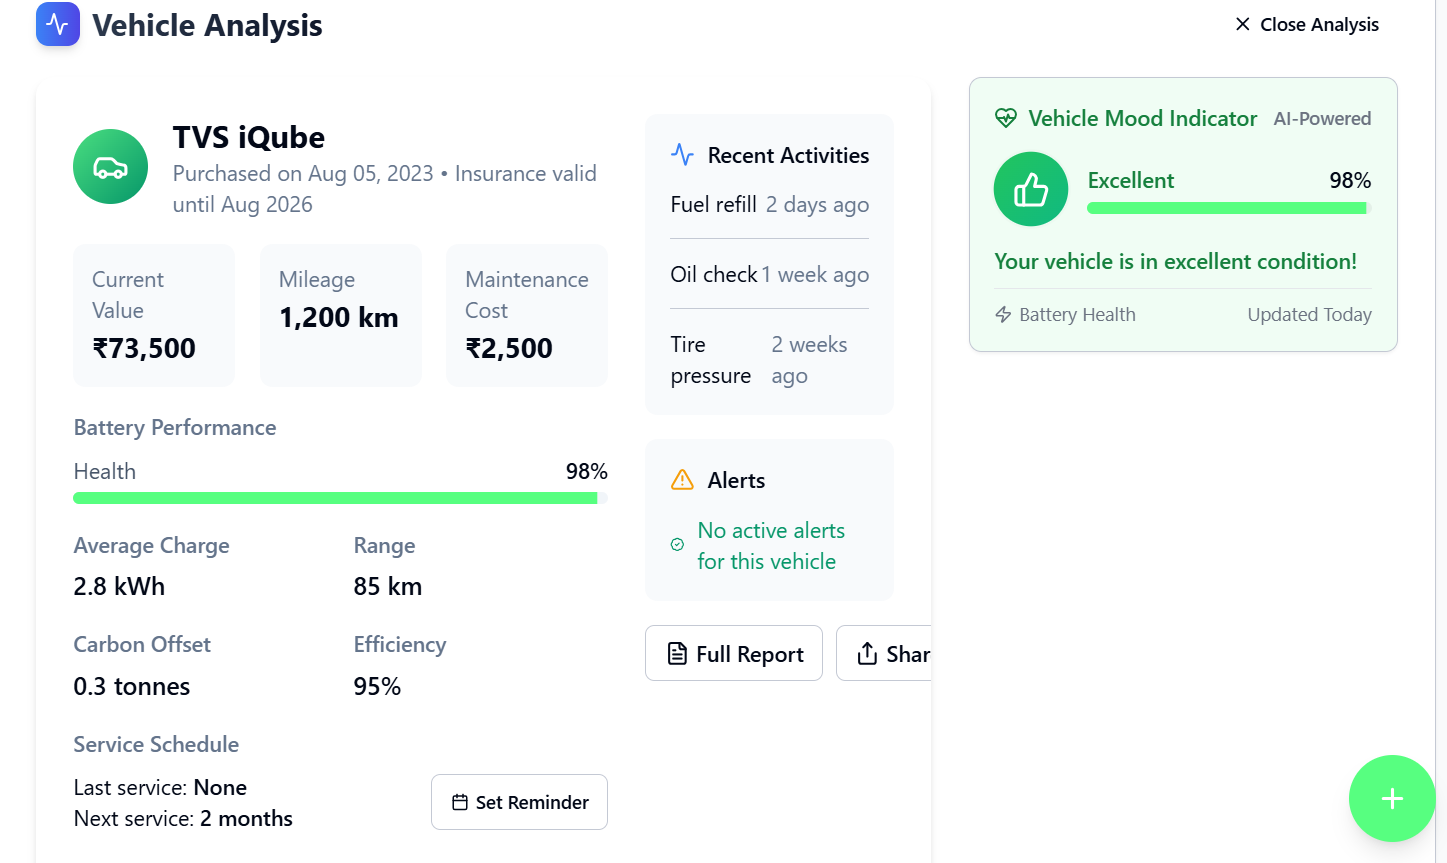 Vehicle Analysis
Close Analysis
TVS iQube
Purchased on Aug 05, 2023 • Insurance valid
until Aug 2026
Current
Value
₹73,500
Mileage
1,200 km
Maintenance
Cost
₹2,500
Battery Performance
Health 98%
Average Charge
2.8 kWh
Range
85 km
Carbon Offset
0.3 tonnes
Efficiency
95%
Service Schedule
Last service: None
Next service: 2 months
Set Reminder
Recent Activities
Fuel refill 2 days ago
Oil check 1 week ago
Tire
pressure
2 weeks
ago
Alerts
No active alerts
for this vehicle
Full Report
Shar
Vehicle Mood Indicator AI-Powered
Excellent 98%
Your vehicle is in excellent condition!
Battery Health Updated Today